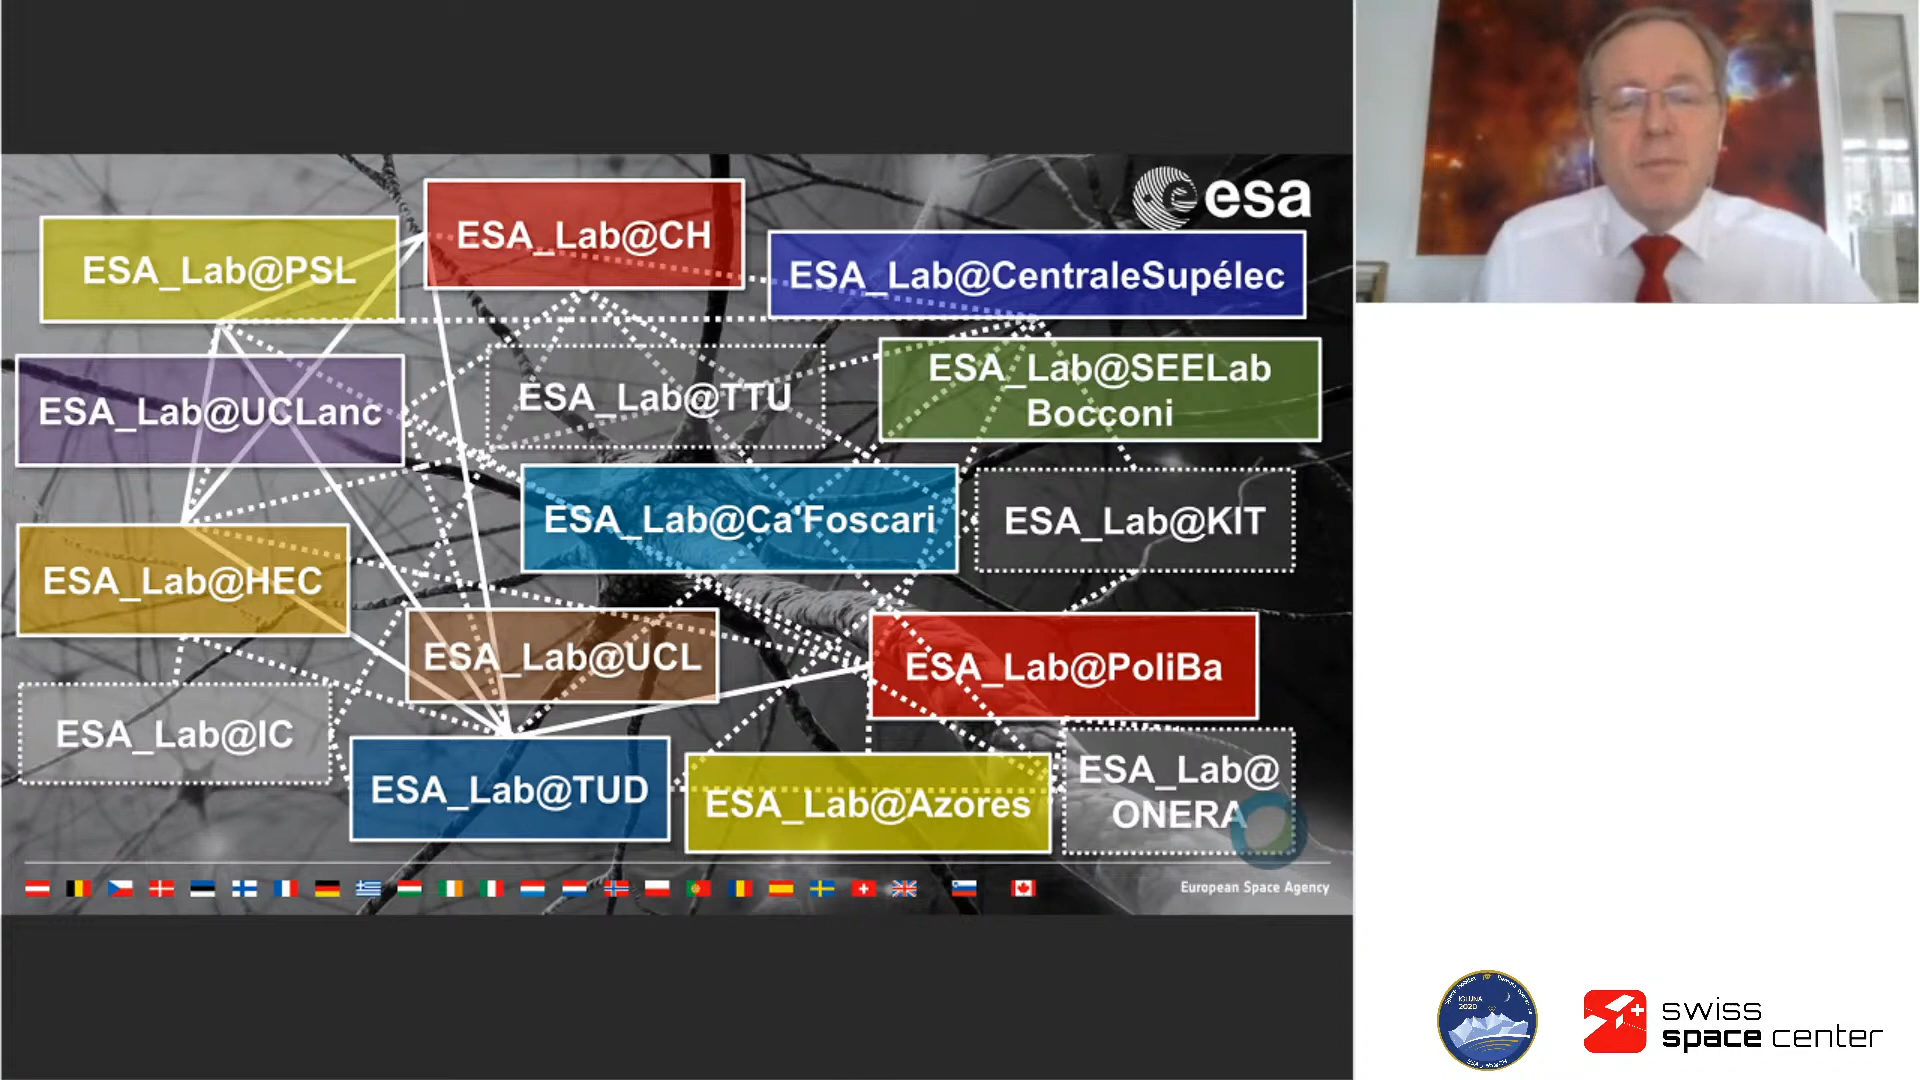 esa
ESA_Lab@CH
ESA_Lab@PSL
ESA_Lab@CentraleSupélec
ESA_Lab@UCLanc
ESA_Lab@TTU
ESA_Lab@SEELab
Bocconi
ESA_Lab@Ca'Foscari
ESA_Lab@KIT
ESA_Lab@HEC
ESA_Lab@UCL
ESA_Lab@PoliBa
ESA_Lab@IC
ESA_Lab@TUD
ESA_Lab@Azores
ESA_Lab@
ONERA
European Space Agency
IGLUNA
2020
swiss
space center